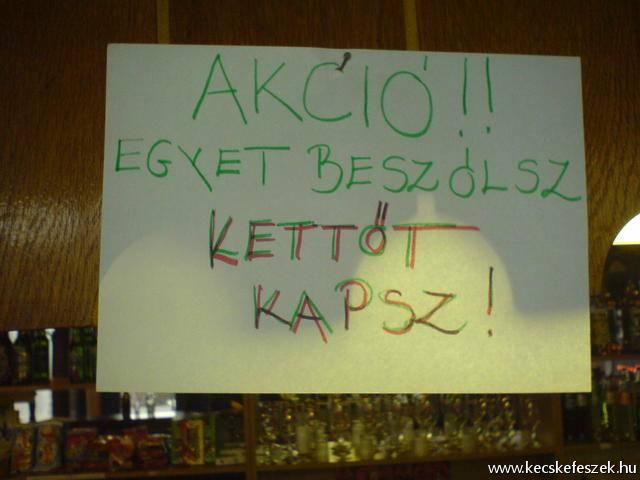 AKCIÓ!!
EGYET BESZÓLSZ
KETTŐT
KAPSZ!
www.kecskefeszek.hu